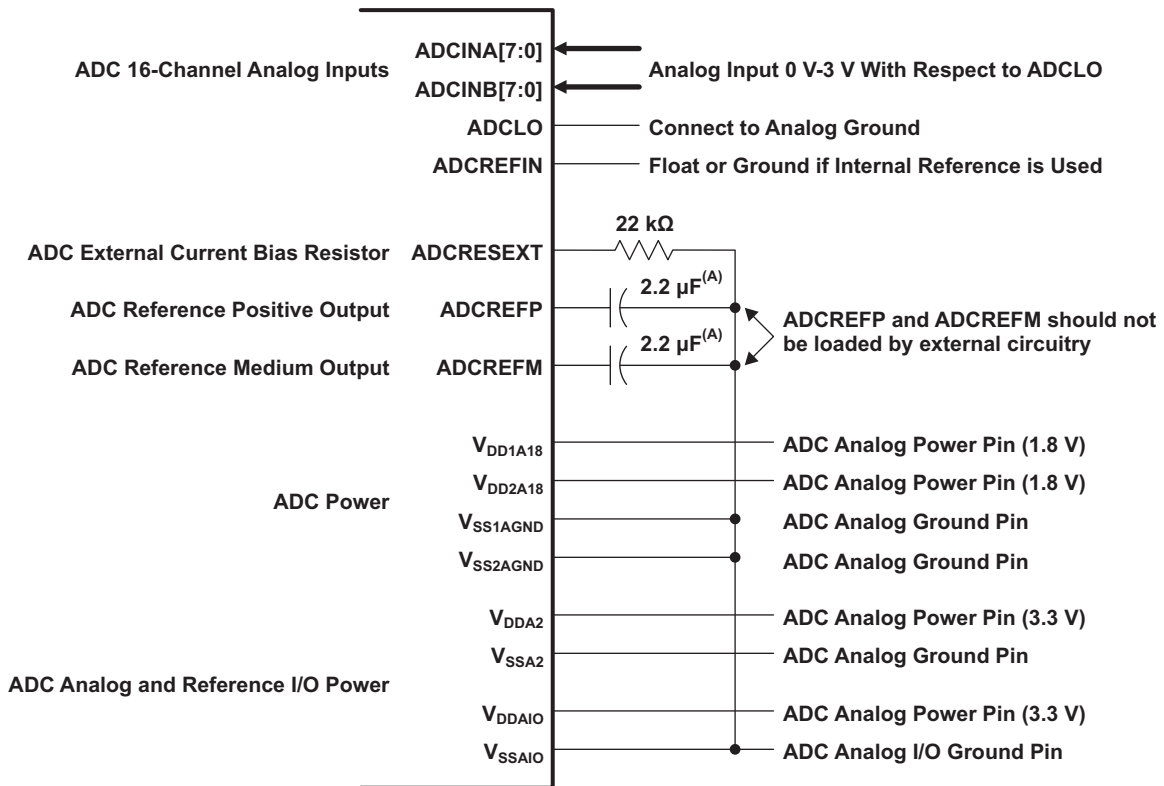 ADC 16-Channel Analog Inputs
ADCINA[7:0]
ADCINB[7:0]
Analog Input 0 V-3 V With Respect to ADCLO
ADCLO
Connect to Analog Ground
ADCREFIN
Float or Ground if Internal Reference is Used
22 kΩ
ADC External Current Bias Resistor
ADCRESEXT
2.2 μF(A)
ADC Reference Positive Output
ADCREFP
ADCREFP and ADCREFM should not
be loaded by external circuitry
2.2 μF(A)
ADC Reference Medium Output
ADCREFM
VDD1A18
ADC Analog Power Pin (1.8 V)
VDD2A18
ADC Analog Power Pin (1.8 V)
ADC Power
VSS1AGND
ADC Analog Ground Pin
VSS2AGND
ADC Analog Ground Pin
VDDA2
ADC Analog Power Pin (3.3 V)
VSSA2
ADC Analog Ground Pin
ADC Analog and Reference I/O Power
VDDAIO
ADC Analog Power Pin (3.3 V)
VSSAIO
ADC Analog I/O Ground Pin